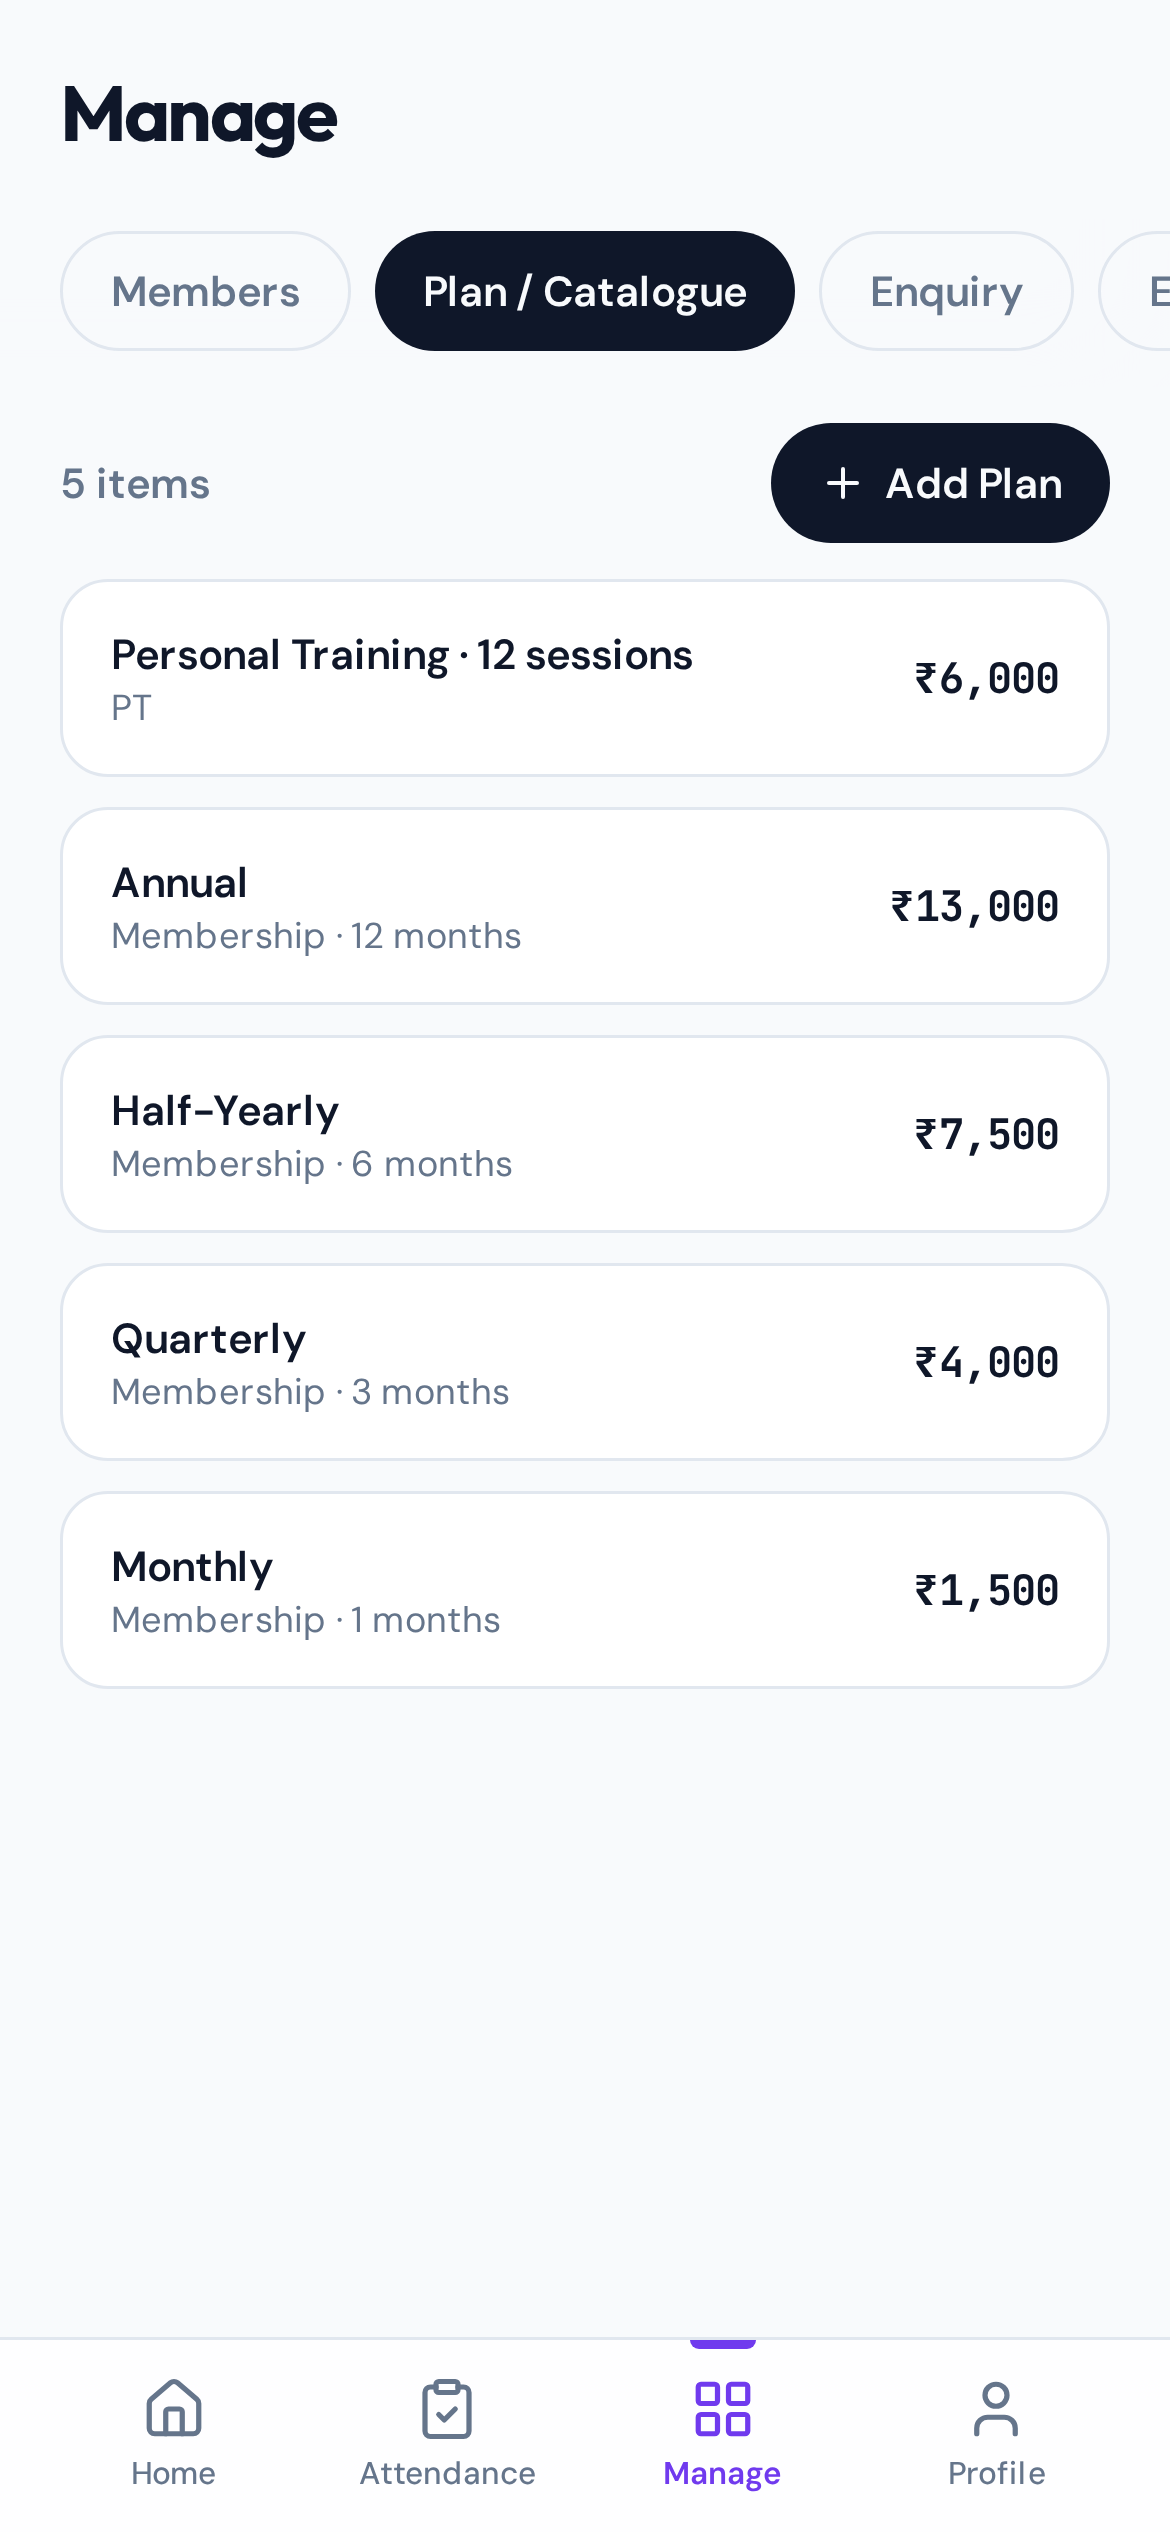 Manage
Members
Plan / Catalogue
Enquiry
E
5 items
+ Add Plan
Personal Training · 12 sessions
PT
₹6,000
Annual
Membership · 12 months
₹13,000
Half-Yearly
Membership · 6 months
₹7,500
Quarterly
Membership · 3 months
₹4,000
Monthly
Membership · 1 months
₹1,500
Home
Attendance
Manage
Profile